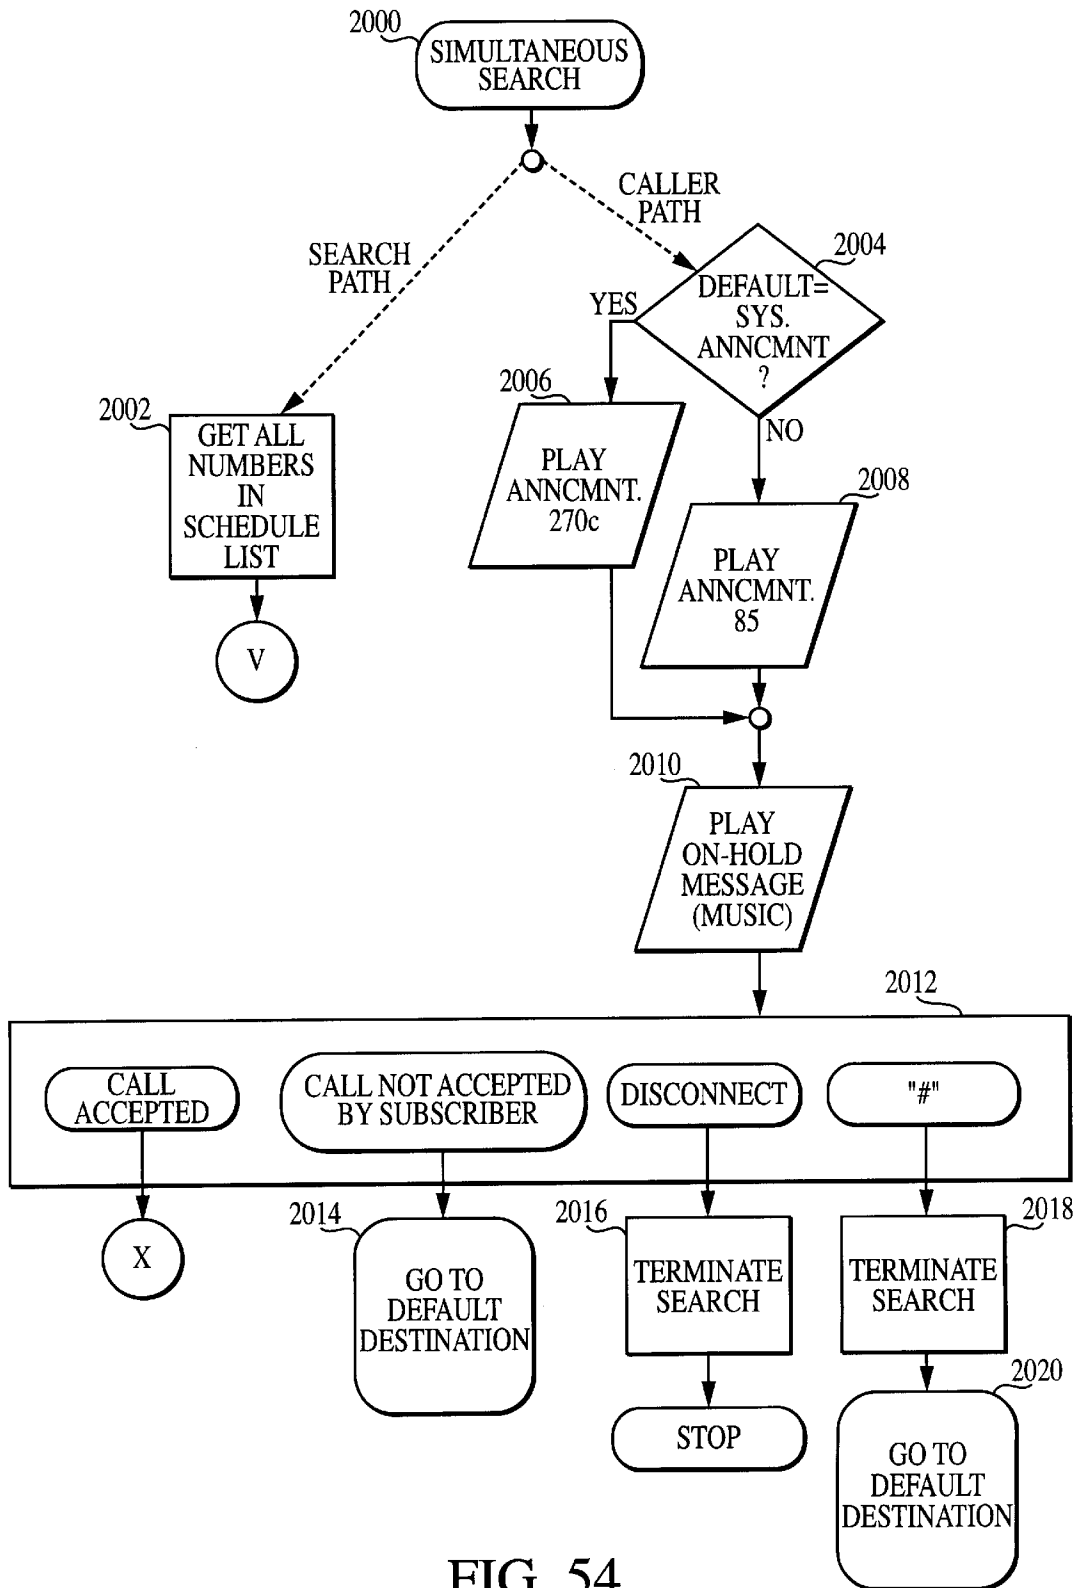 2000
SIMULTANEOUS
SEARCH
CALLER
PATH
SEARCH
PATH
2004
DEFAULT=
SYS.
ANNCMNT
?
YES
NO
2002
GET ALL
NUMBERS
IN
SCHEDULE
LIST
V
2006
PLAY
ANNCMNT.
270c
2008
PLAY
ANNCMNT.
85
2010
PLAY
ON-HOLD
MESSAGE
(MUSIC)
2012
CALL
ACCEPTED
CALL NOT ACCEPTED
BY SUBSCRIBER
DISCONNECT
"#"
X
2014
GO TO
DEFAULT
DESTINATION
2016
TERMINATE
SEARCH
STOP
2018
TERMINATE
SEARCH
2020
GO TO
DEFAULT
DESTINATION
FIG. 54